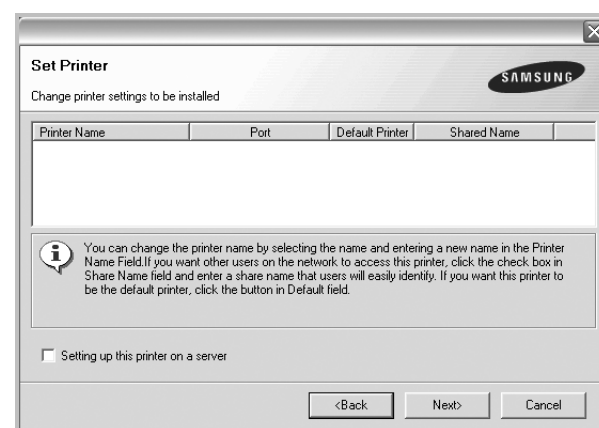 Set Printer
SAMSUNG
Change printer settings to be installed
Printer Name Port Default Printer Shared Name
You can change the printer name by selecting the name and entering a new name in the Printer
Name Field.If you want other users on the network to access this printer, click the check box in
Share Name field and enter a share name that users will easily identify. If you want this printer to
be the default printer, click the button in Default field.
Setting up this printer on a server
<Back Next> Cancel